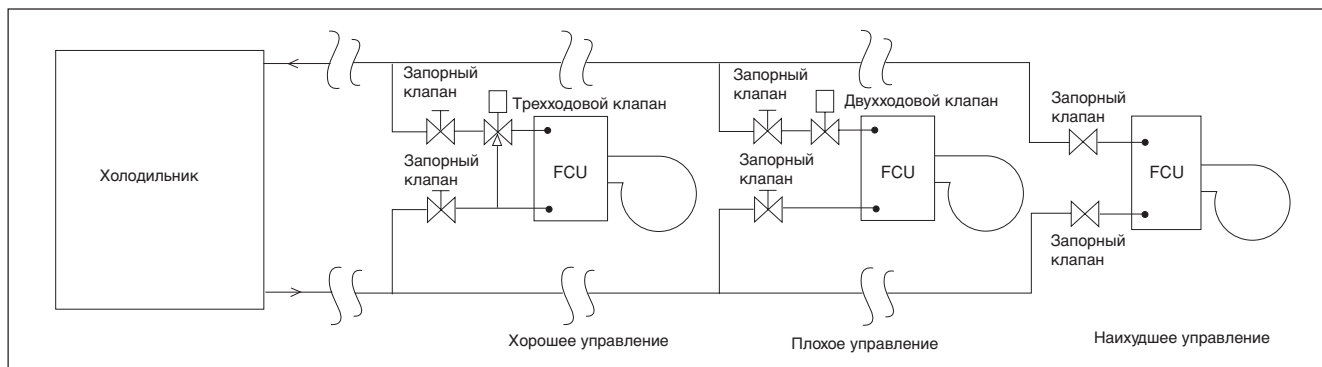 Запорный
клапан
Трехходовой клапан
Запорный
клапан
FCU
Запорный
клапан
Двухходовой клапан
Запорный
клапан
FCU
Запорный
клапан
FCU
Запорный
клапан
Холодильник
Хорошее управление
Плохое управление
Наихудшее управление